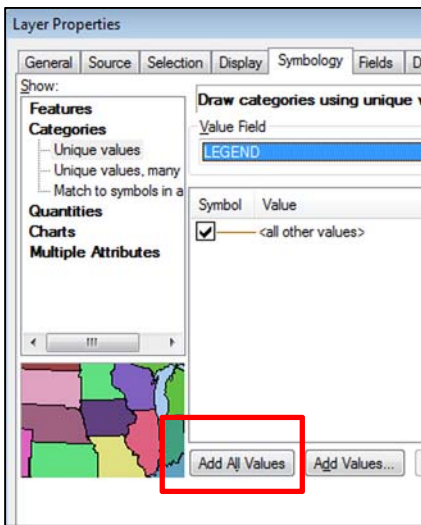 Layer Properties
General Source Selection Display Symbology Fields D
Show:
Features
Categories
Unique values
Unique values, many
Match to symbols in a
Quantities
Charts
Multiple Attributes
Draw categories using unique v
Value Field
LEGEND
Symbol Value
<all other values>
Add All Values Add Values...